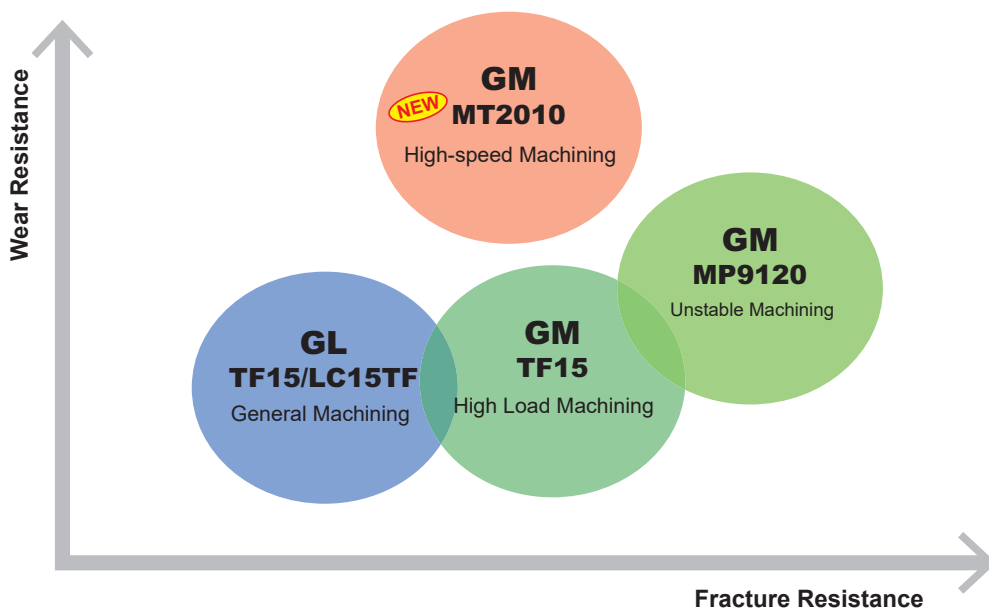 Wear Resistance
GM
NEW
MT2010
High-speed Machining
GM
MP9120
Unstable Machining
GL
TF15/LC15TF
General Machining
GM
TF15
High Load Machining
Fracture Resistance